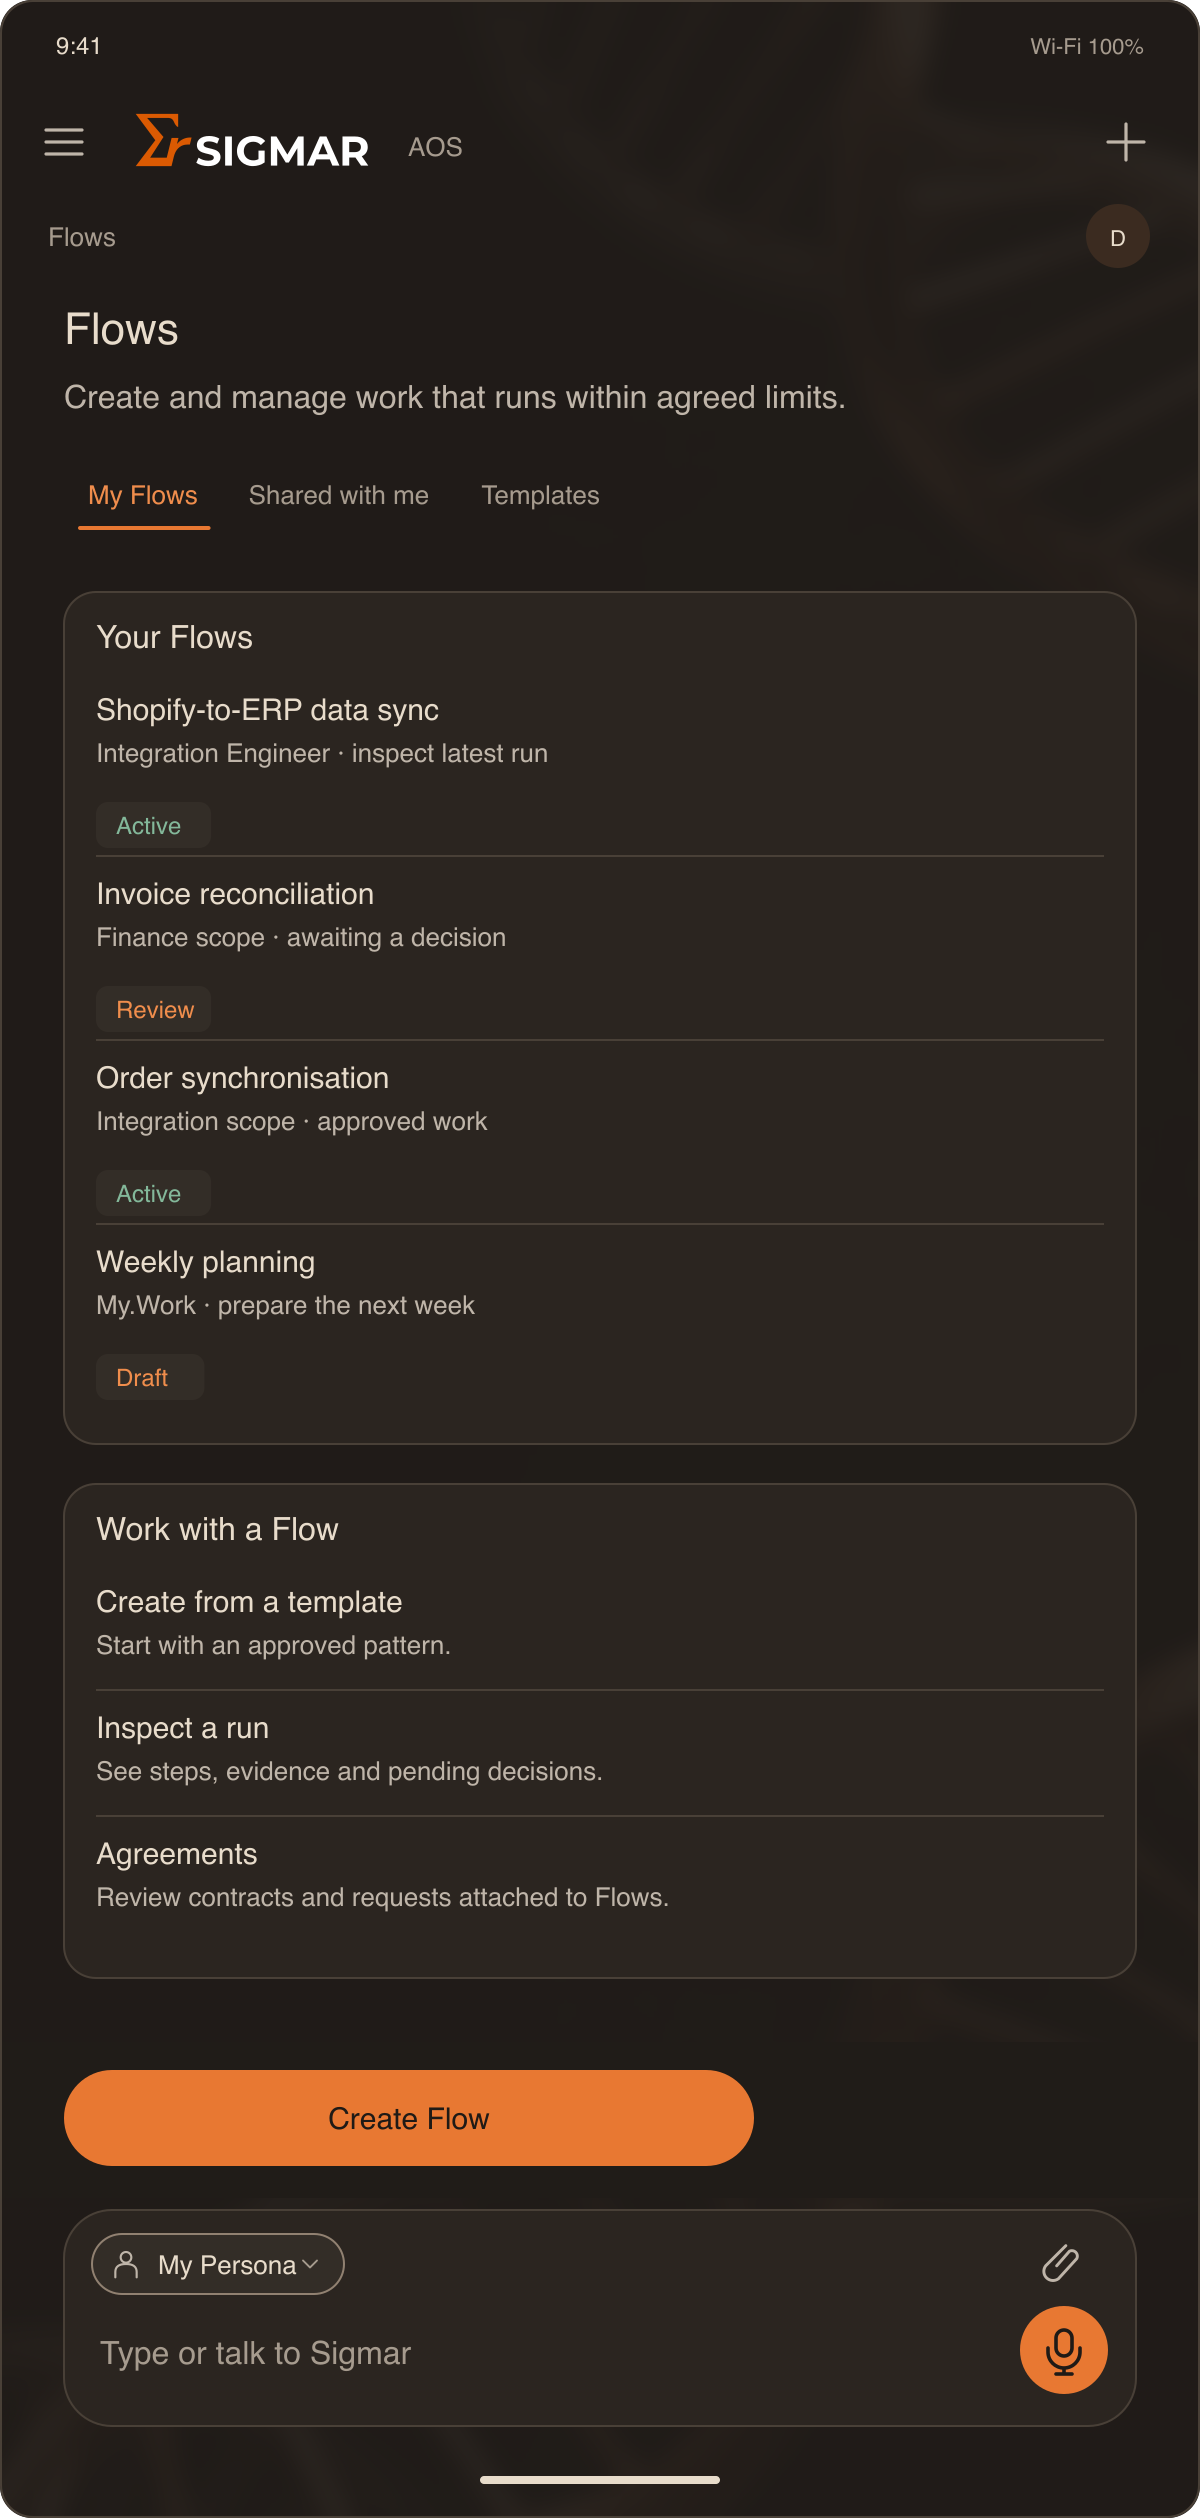 9:41
Wi-Fi 100%
Σr SIGMAR AOS
Flows
D
Flows
Create and manage work that runs within agreed limits.
My Flows
Shared with me
Templates
Your Flows
Shopify-to-ERP data sync
Integration Engineer · inspect latest run
Active
Invoice reconciliation
Finance scope · awaiting a decision
Review
Order synchronisation
Integration scope · approved work
Active
Weekly planning
My.Work · prepare the next week
Draft
Work with a Flow
Create from a template
Start with an approved pattern.
Inspect a run
See steps, evidence and pending decisions.
Agreements
Review contracts and requests attached to Flows.
Create Flow
My Persona
Type or talk to Sigmar